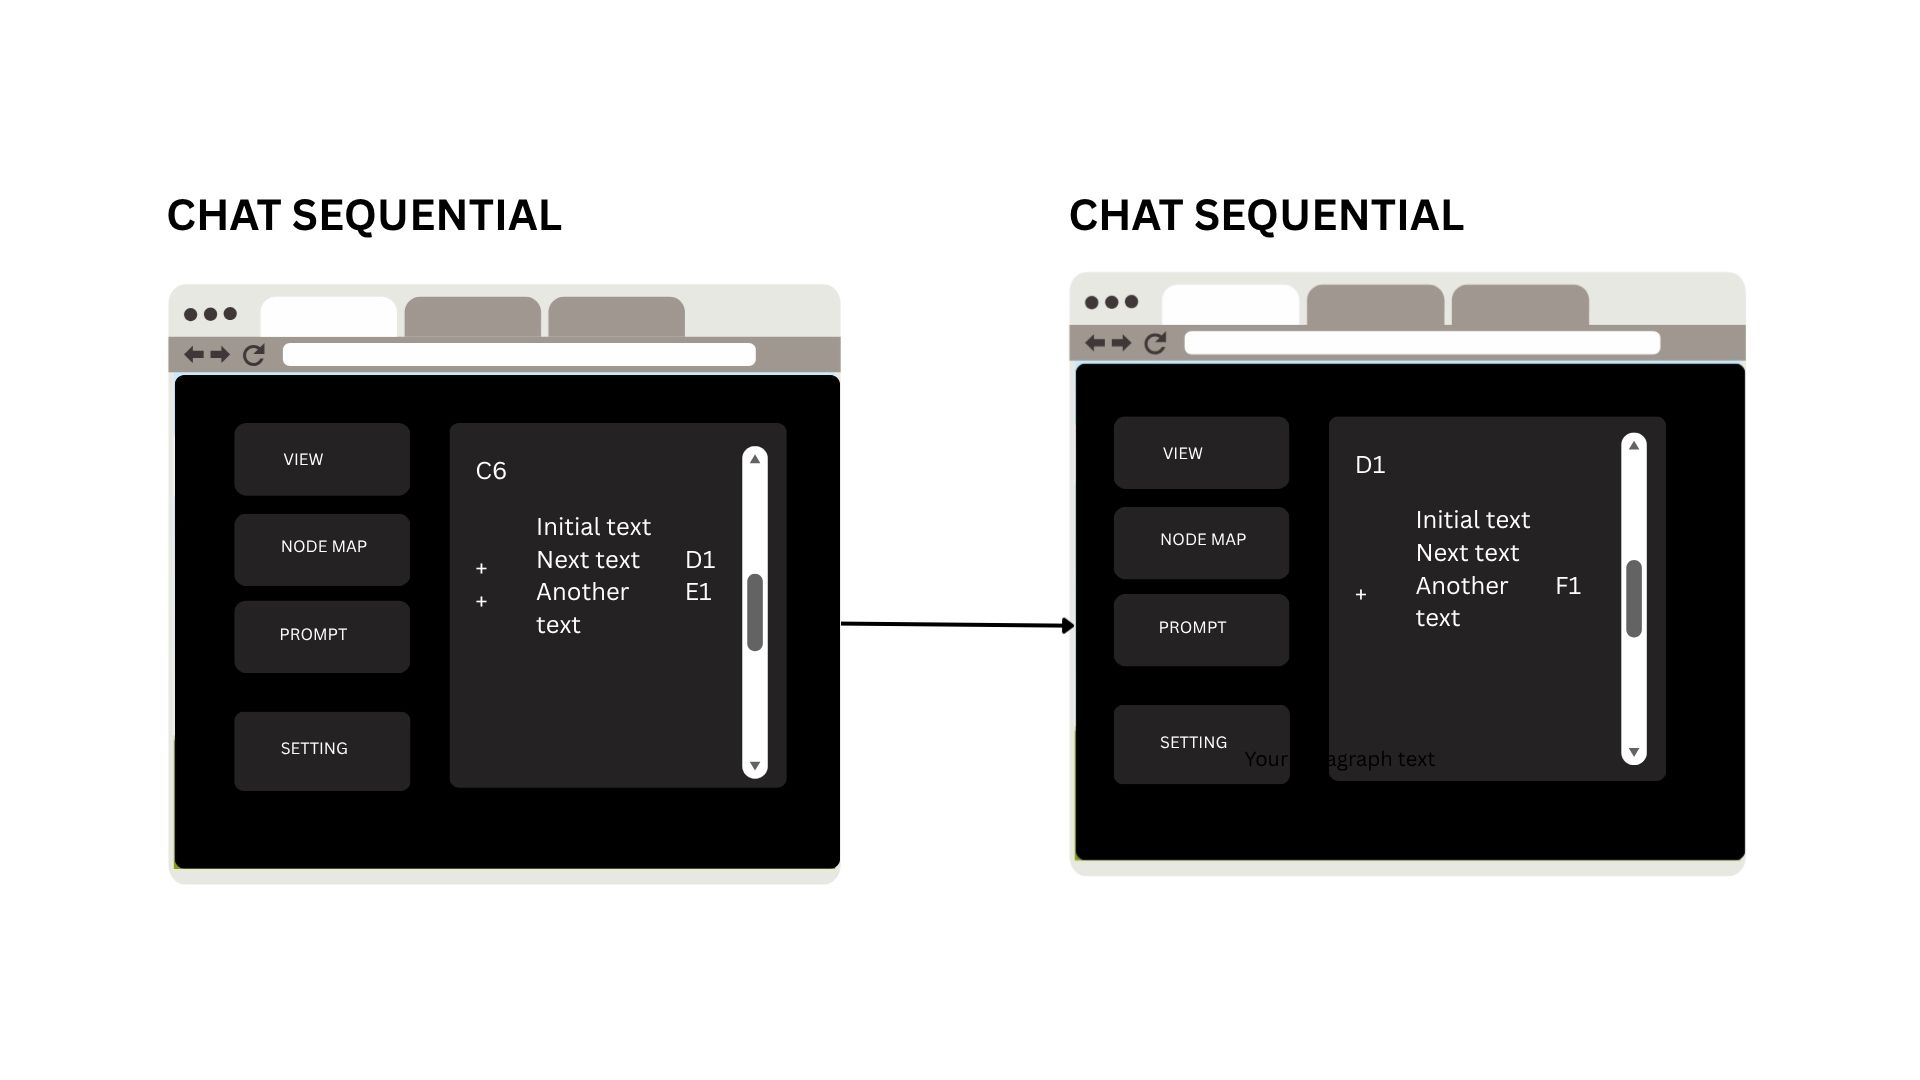 CHAT SEQUENTIAL
VIEW
NODE MAP
PROMPT
SETTING
C6
Initial text
+ Next text D1
+ Another E1
text
CHAT SEQUENTIAL
VIEW
NODE MAP
PROMPT
SETTING
D1
Initial text
Next text
+ Another F1
text
Your agraph text